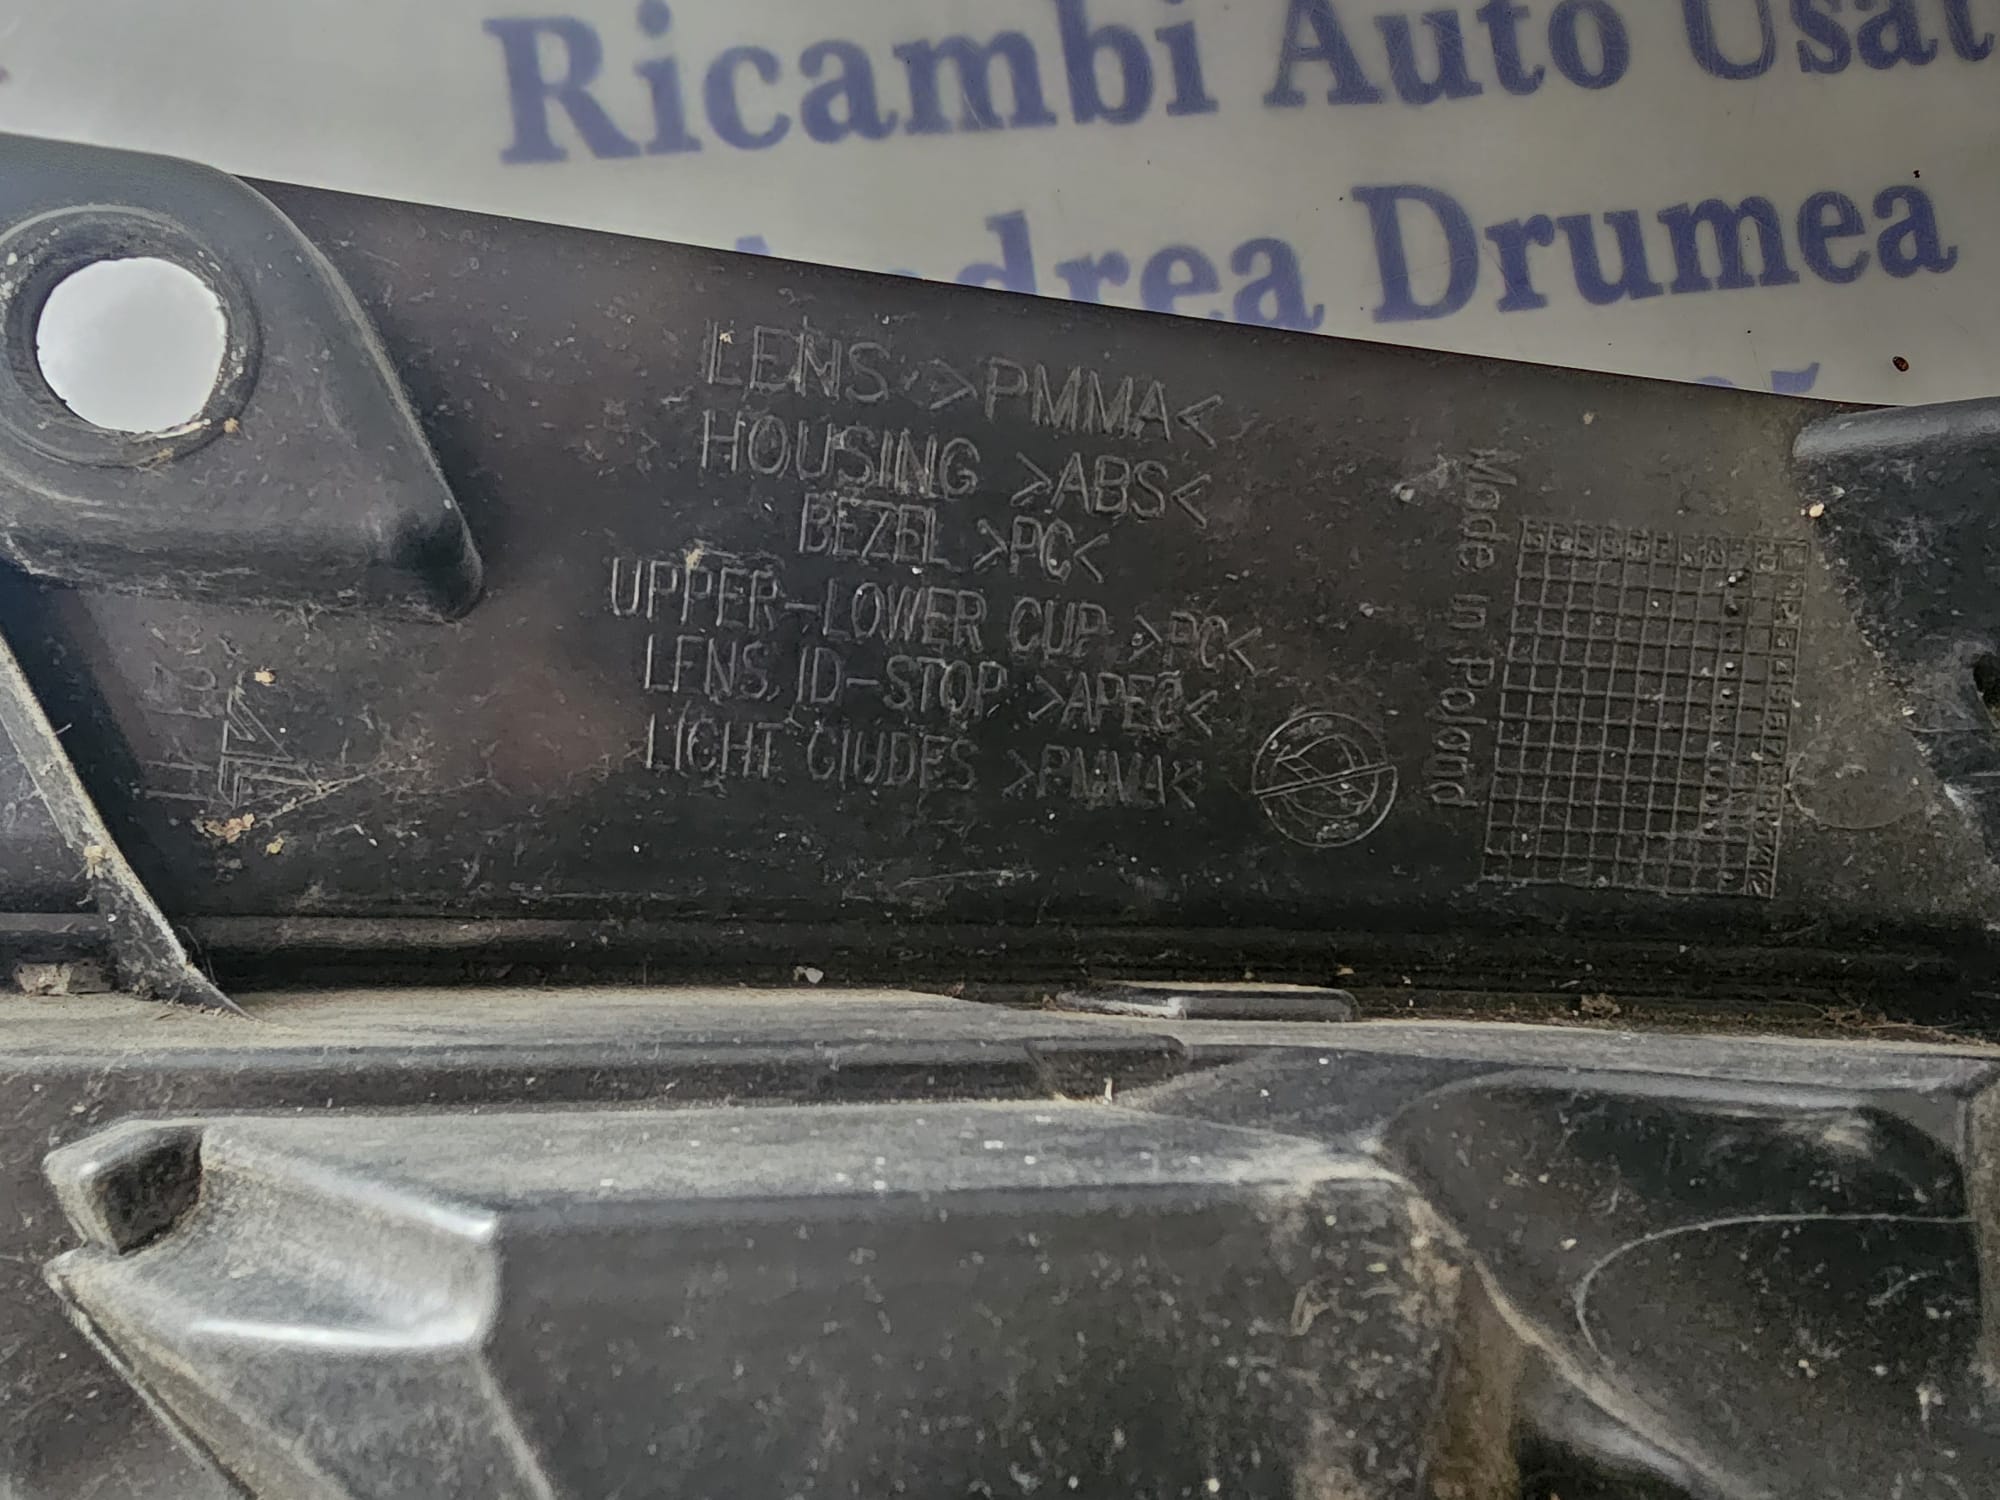 Ricambi Auto Usat
Andrea Drumea
LENS >PMMA<
HOUSING >ABS<
BEZEL >PC<
UPPER-LOWER CUP >PC<
LENS, ID-STOP >APEC<
LIGHT GIUDES >PMMA<
Made in Poland